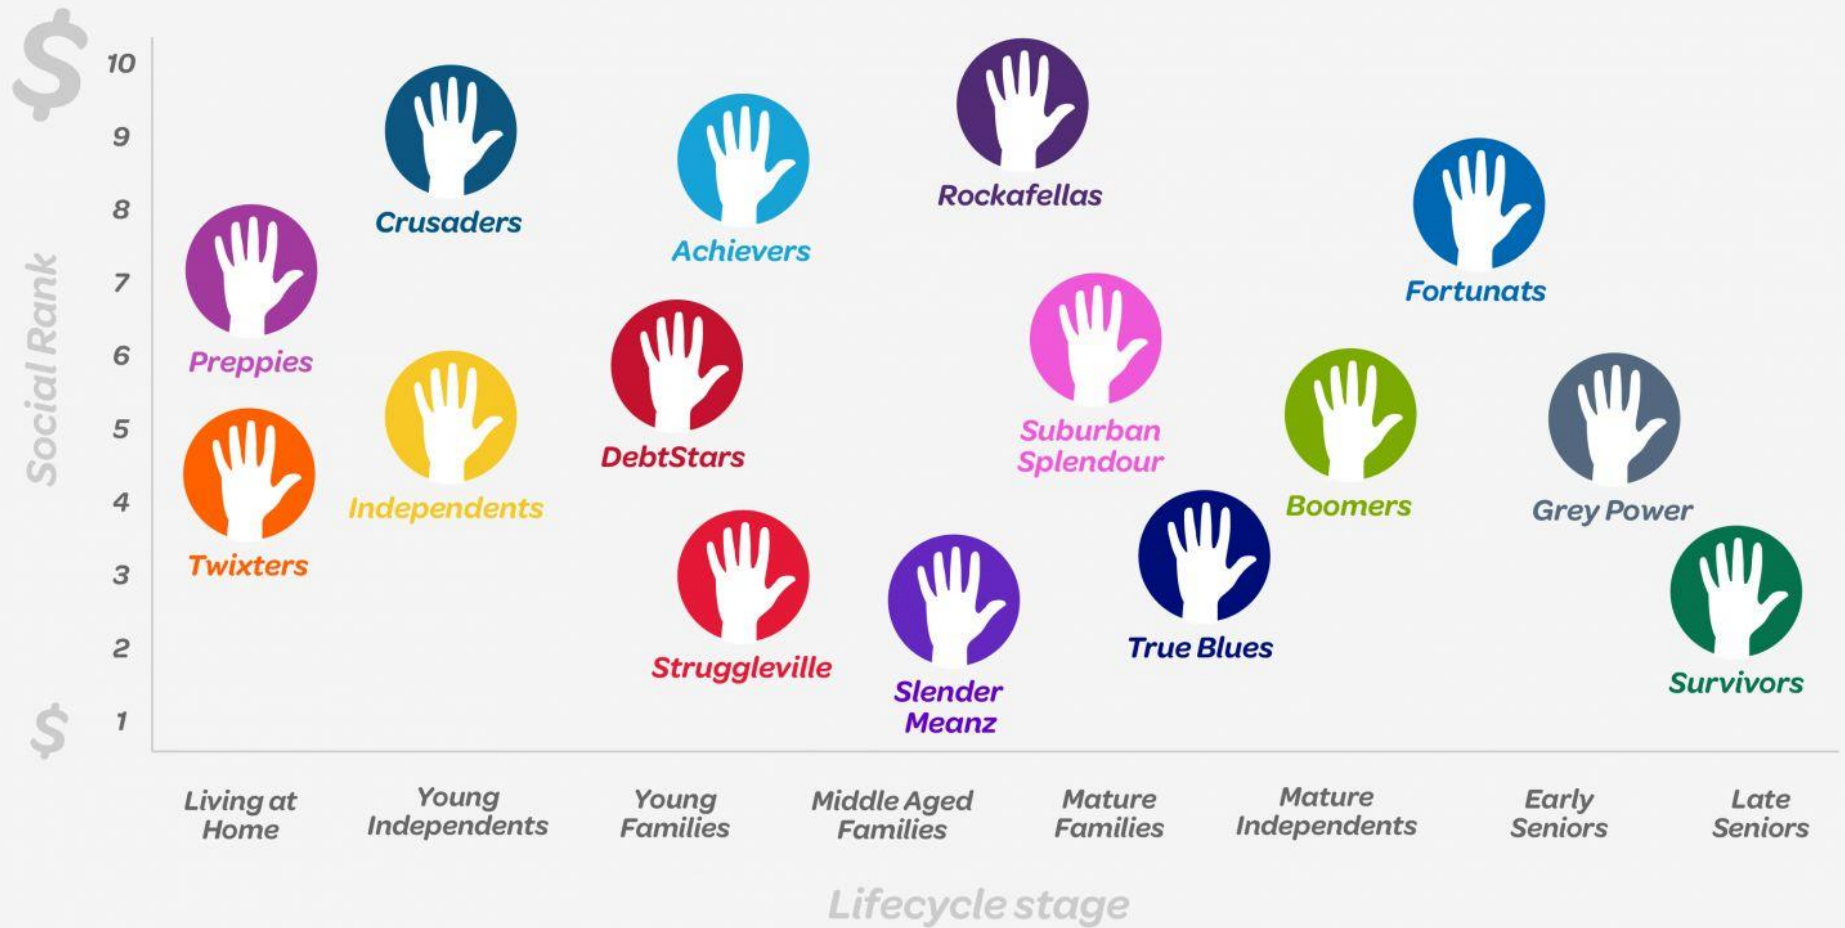 $
Social Rank
$
10
9
8
7
6
5
4
3
2
1
Crusaders
Achievers
Rockafellas
Fortunats
Preppies
DebtStars
Suburban
Splendour
Independents
Boomers
Grey Power
Twixters
Struggleville
Slender
Meanz
True Blues
Survivors
Living at
Home
Young
Independents
Young
Families
Middle Aged
Families
Mature
Families
Mature
Independents
Early
Seniors
Late
Seniors
Lifecycle stage